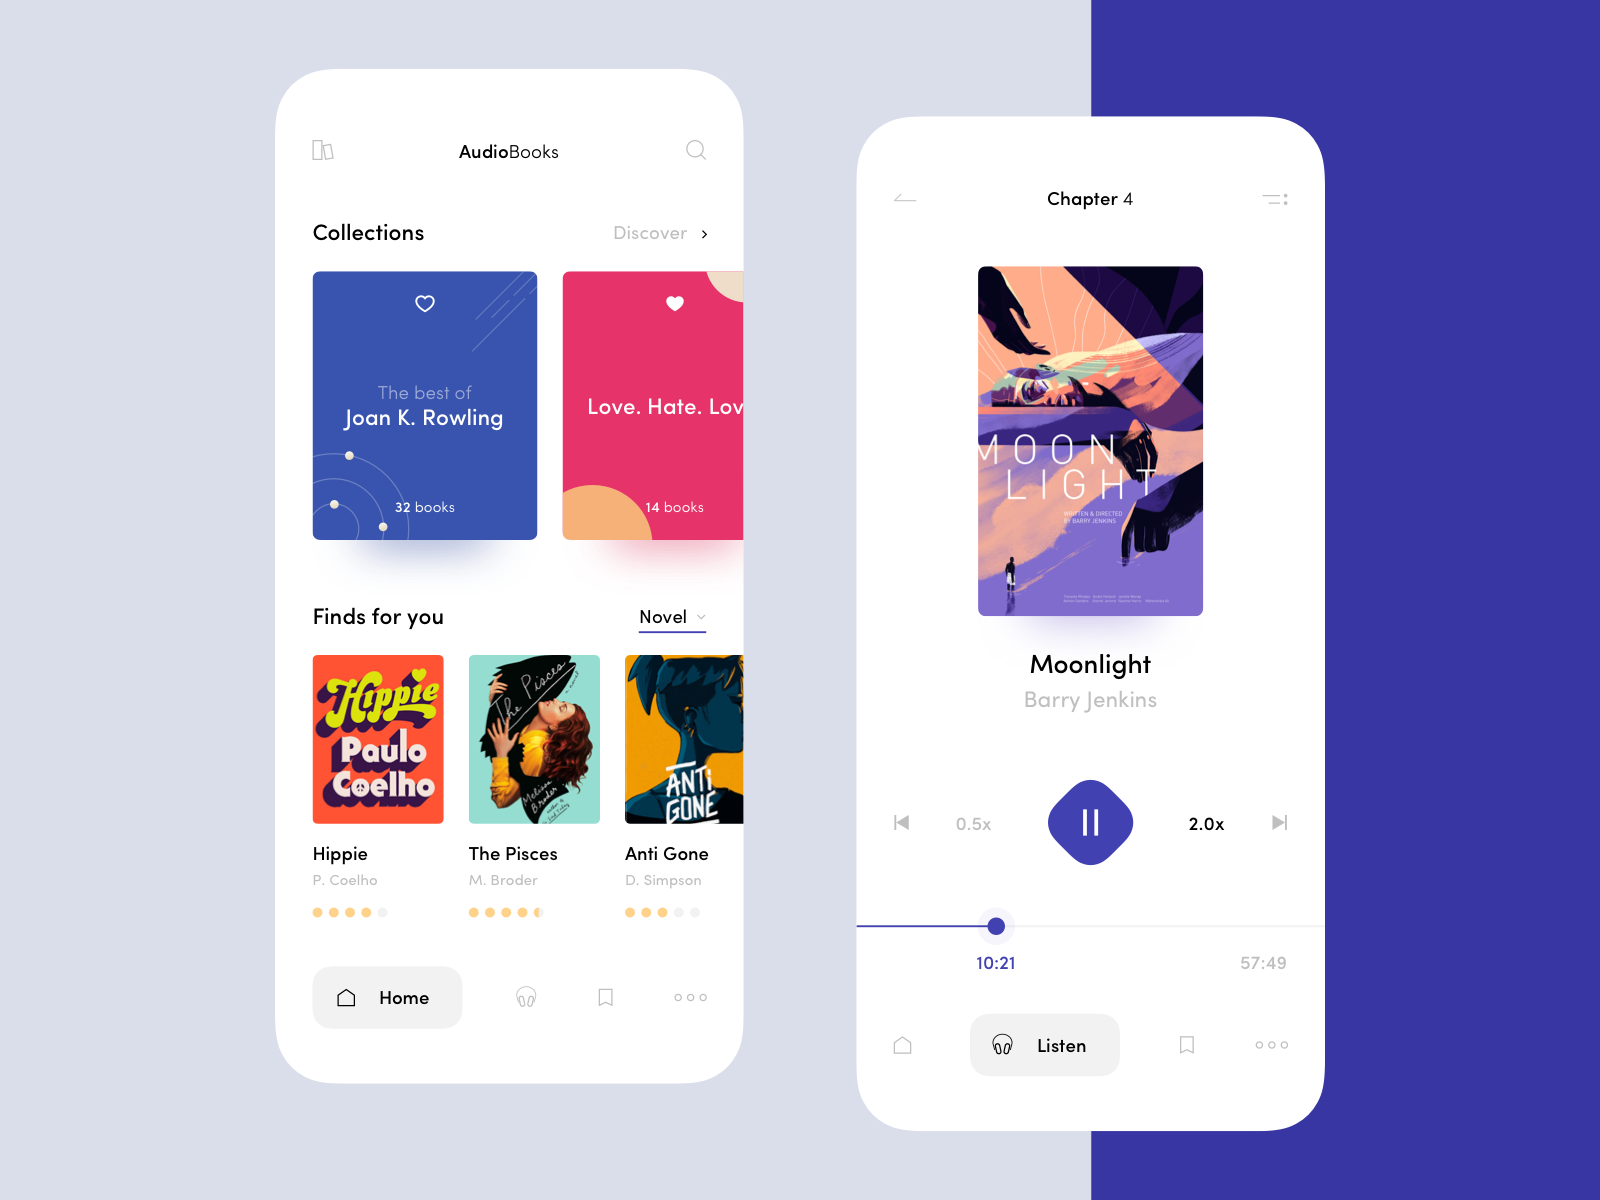 AudioBooks
Collections
Discover
The best of
Joan K. Rowling
32 books
Love. Hate. Lov
14 books
Finds for you
Novel
Hippie
Paulo
Coelho
The Pisces
a novel
Melissa
Broder
ANTi
GONE
Hippie
P. Coelho
The Pisces
M. Broder
Anti Gone
D. Simpson
Home
Chapter 4
MOON
LIGHT
WRITTEN & DIRECTED
BY BARRY JENKINS
Moonlight
Barry Jenkins
0.5x
2.0x
10:21
57:49
Listen